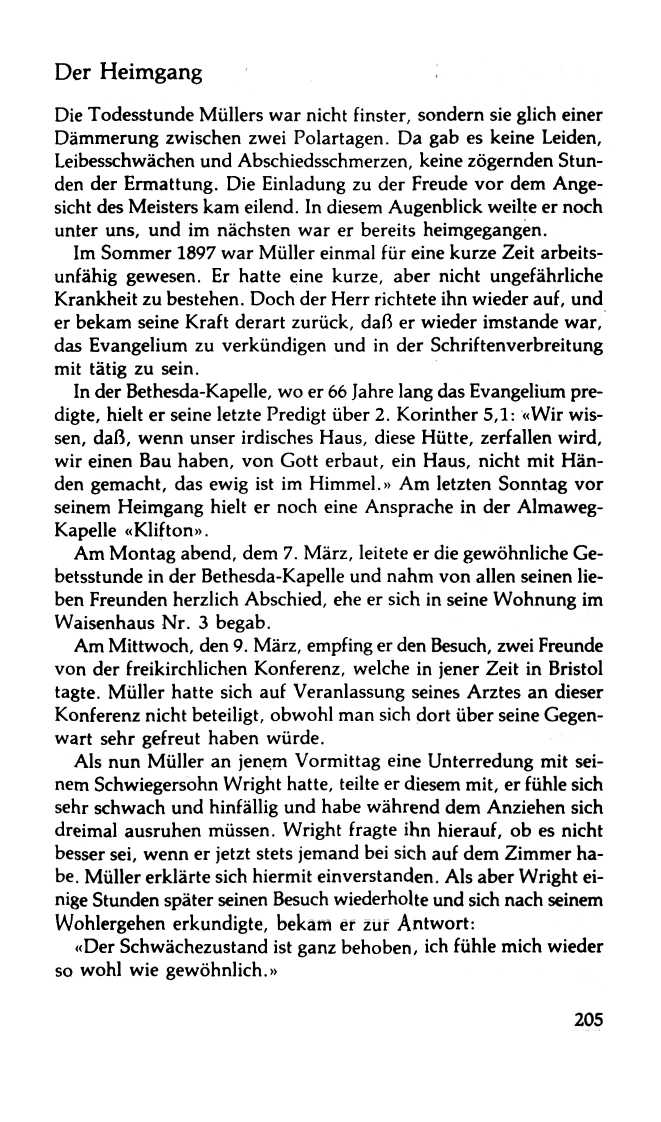 Der Heimgang
Die Todesstunde Müllers war nicht finster, sondern sie glich einer
Dämmerung zwischen zwei Polartagen. Da gab es keine Leiden,
Leibesschwächen und Abschiedsschmerzen, keine zögernden Stun-
den der Ermattung. Die Einladung zu der Freude vor dem Ange-
sicht des Meisters kam eilend. In diesem Augenblick weilte er noch
unter uns, und im nächsten war er bereits heimgegangen.
Im Sommer 1897 war Müller einmal für eine kurze Zeit arbeits-
unfähig gewesen. Er hatte eine kurze, aber nicht ungefährliche
Krankheit zu bestehen. Doch der Herr richtete ihn wieder auf, und
er bekam seine Kraft derart zurück, daß er wieder imstande war,
das Evangelium zu verkündigen und in der Schriftenverbreitung
mit tätig zu sein.
In der Bethesda-Kapelle, wo er 66 Jahre lang das Evangelium pre-
digte, hielt er seine letzte Predigt über 2. Korinther 5,1: «Wir wis-
sen, daß, wenn unser irdisches Haus, diese Hütte, zerfallen wird,
wir einen Bau haben, von Gott erbaut, ein Haus, nicht mit Hän-
den gemacht, das ewig ist im Himmel.» Am letzten Sonntag vor
seinem Heimgang hielt er noch eine Ansprache in der Almaweg-
Kapelle «Klifton».
Am Montag abend, dem 7. März, leitete er die gewöhnliche Ge-
betsstunde in der Bethesda-Kapelle und nahm von allen seinen lie-
ben Freunden herzlich Abschied, ehe er sich in seine Wohnung im
Waisenhaus Nr. 3 begab.
Am Mittwoch, den 9. März, empfing er den Besuch, zwei Freunde
von der freikirchlichen Konferenz, welche in jener Zeit in Bristol
tagte. Müller hatte sich auf Veranlassung seines Arztes an dieser
Konferenz nicht beteiligt, obwohl man sich dort über seine Gegen-
wart sehr gefreut haben würde.
Als nun Müller an jenem Vormittag eine Unterredung mit sei-
nem Schwiegersohn Wright hatte, teilte er diesem mit, er fühle sich
sehr schwach und hinfällig und habe während dem Anziehen sich
dreimal ausruhen müssen. Wright fragte ihn hierauf, ob es nicht
besser sei, wenn er jetzt stets jemand bei sich auf dem Zimmer ha-
be. Müller erklärte sich hiermit einverstanden. Als aber Wright ei-
nige Stunden später seinen Besuch wiederholte und sich nach seinem
Wohlergehen erkundigte, bekam er zur Antwort:
«Der Schwächezustand ist ganz behoben, ich fühle mich wieder
so wohl wie gewöhnlich.»
205